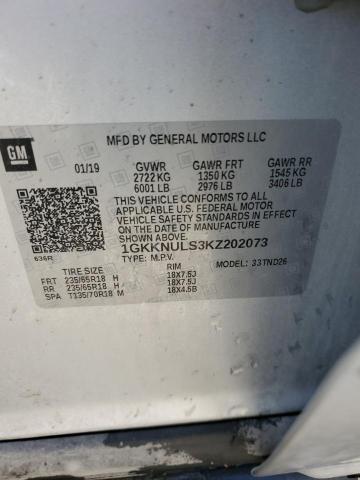 GM
MFD BY GENERAL MOTORS LLC
01/19 GVWR GAWR FRT GAWR RR
2722 KG 1350 KG 1545 KG
6001 LB 2976 LB 3406 LB
THIS VEHICLE CONFORMS TO ALL
APPLICABLE U.S. FEDERAL MOTOR
VEHICLE SAFETY STANDARDS IN
EFFECT ON THE DATE OF
MANUFACTURE SHOWN ABOVE.
1GKKNULS3KZ202073
636R TYPE: M.P.V. MODEL: 33TND26
TIRE SIZE RIM
FRT 235/65R18 H 18X7.5J
RR 235/65R18 H 18X7.5J
SPA T135/70R18 M 18X4.5B